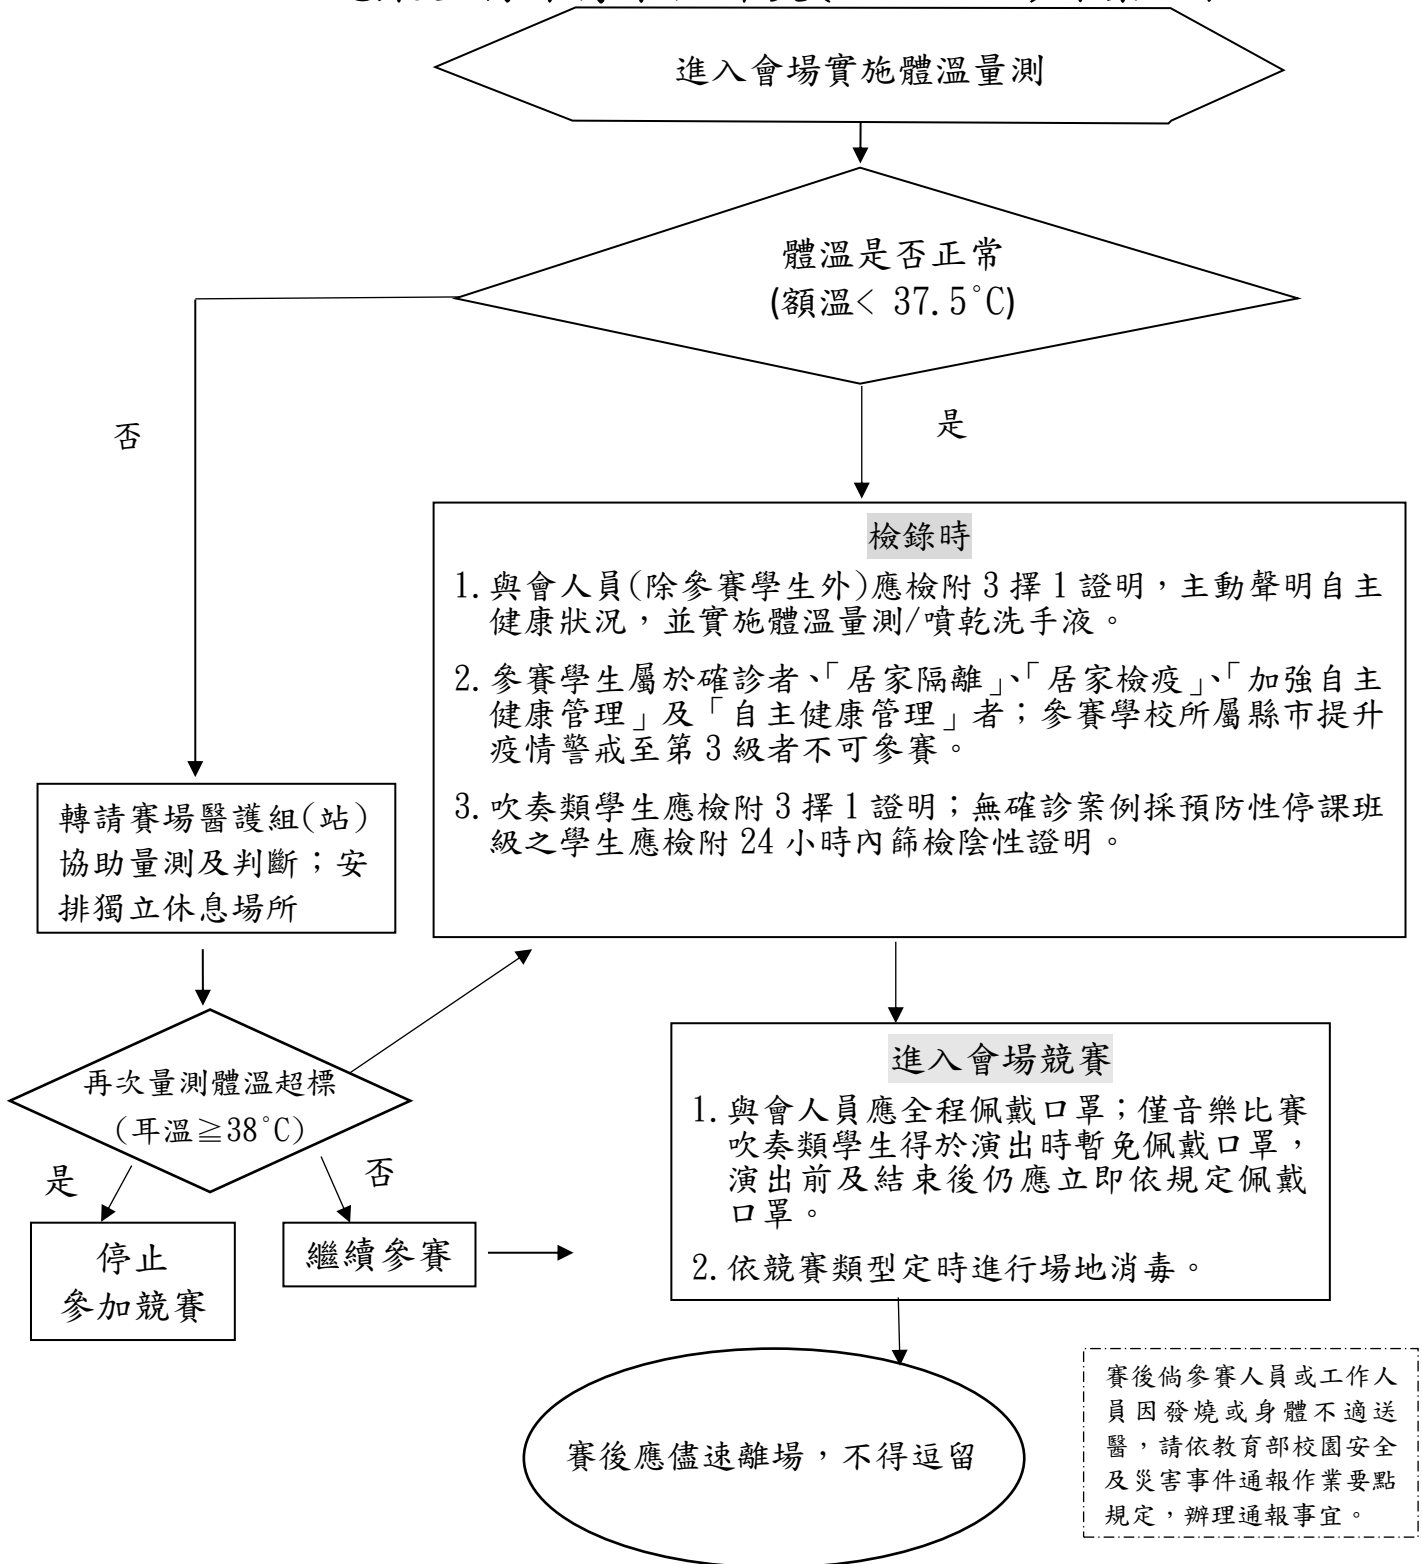 進入會場實施體溫量測
體溫是否正常
(額溫< 37.5°C)
否
是
檢錄時
1. 與會人員(除參賽學生外)應檢附 3 擇 1 證明，主動聲明自主
健康狀況，並實施體溫量測/噴乾洗手液。
2. 參賽學生屬於確診者、「居家隔離」、「居家檢疫」、「加強自主
健康管理」及「自主健康管理」者；參賽學校所屬縣市提升
疫情警戒至第 3 級者不可參賽。
3. 吹奏類學生應檢附 3 擇 1 證明；無確診案例採預防性停課班
級之學生應檢附 24 小時內篩檢陰性證明。
轉請賽場醫護組(站)
協助量測及判斷；安
排獨立休息場所
再次量測體溫超標
(耳溫≧38°C)
是
否
停止
參加競賽
繼續參賽
進入會場競賽
1. 與會人員應全程佩戴口罩；僅音樂比賽
吹奏類學生得於演出時暫免佩戴口罩，
演出前及結束後仍應立即依規定佩戴
口罩。
2. 依競賽類型定時進行場地消毒。
賽後應儘速離場，不得逗留
賽後倘參賽人員或工作人
員因發燒或身體不適送
醫，請依教育部校園安全
及災害事件通報作業要點
規定，辦理通報事宜。